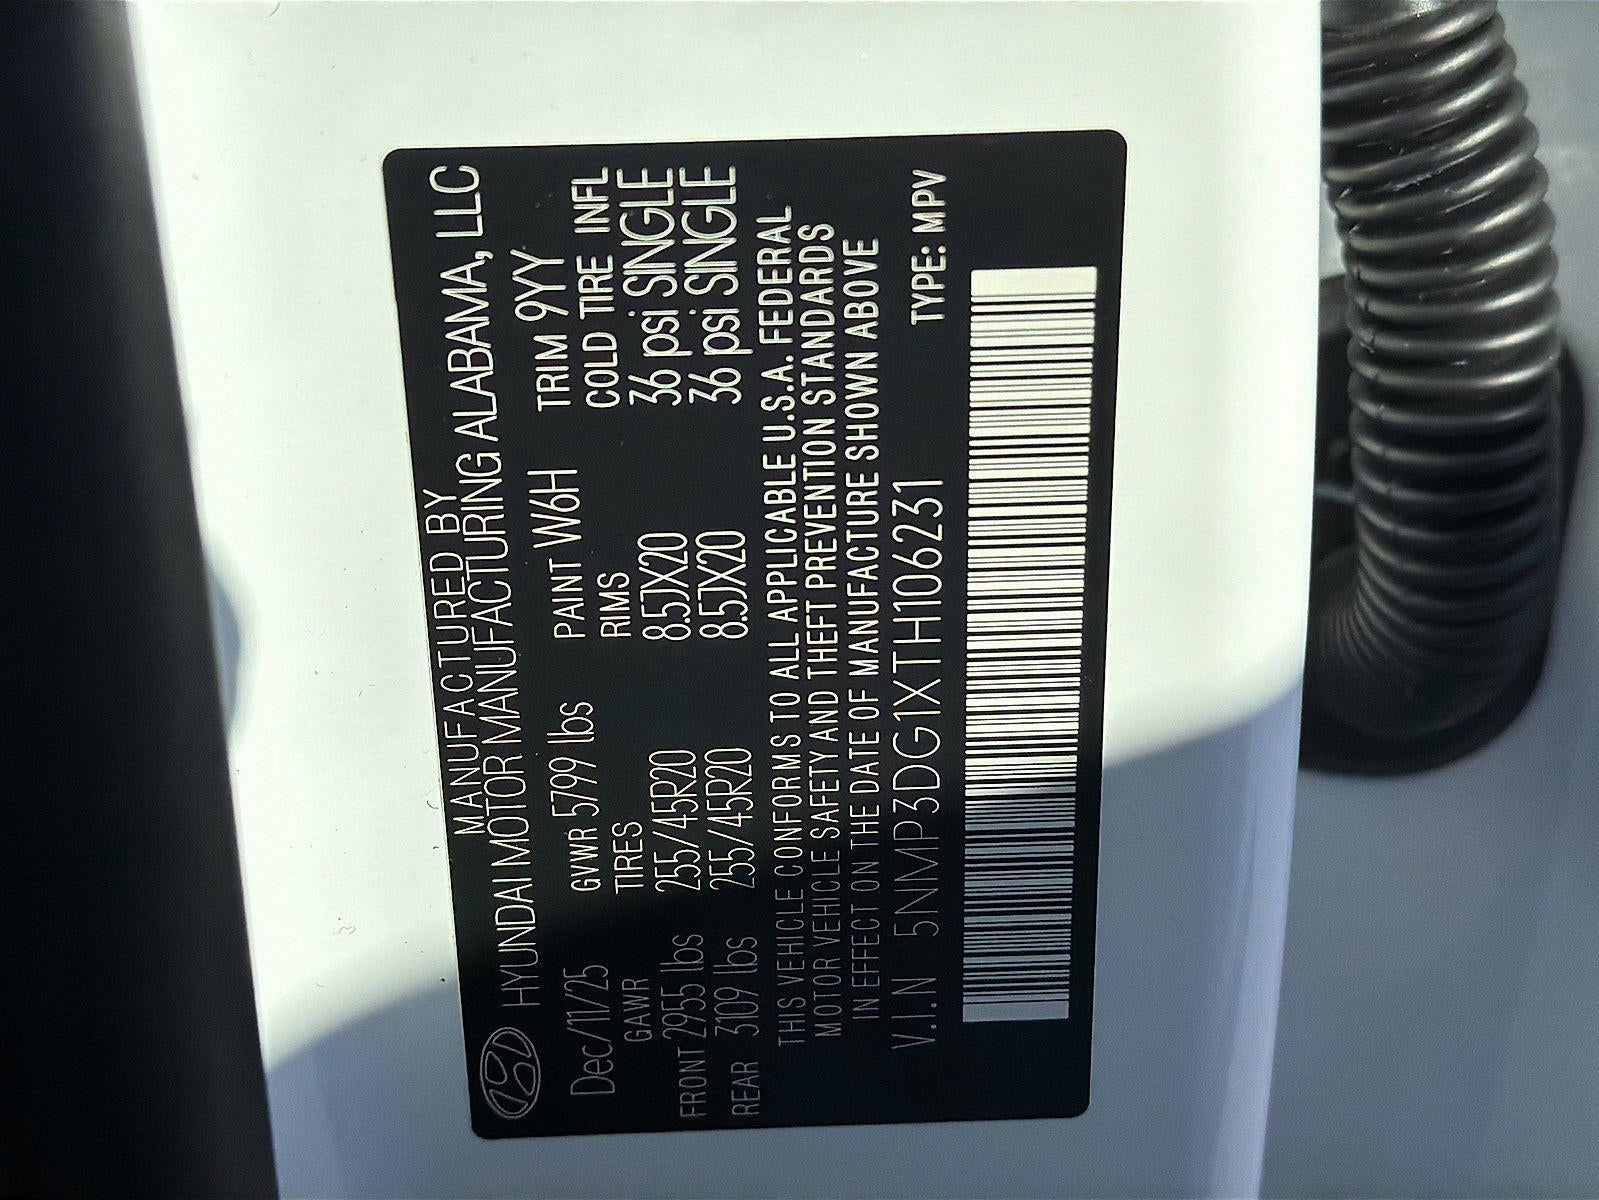 MANUFACTURED BY
HYUNDAI MOTOR MANUFACTURING ALABAMA, LLC
Dec/11/25 GVWR 5799 lbs PAINT W6H TRIM 9YY
GAWR TIRES RIMS COLD TIRE INFL
FRONT 2955 lbs 255/45R20 8.5JX20 36 psi SINGLE
REAR 3109 lbs 255/45R20 8.5JX20 36 psi SINGLE
THIS VEHICLE CONFORMS TO ALL APPLICABLE U.S.A. FEDERAL
MOTOR VEHICLE SAFETY AND THEFT PREVENTION STANDARDS
IN EFFECT ON THE DATE OF MANUFACTURE SHOWN ABOVE
V.I.N 5NMP3DG1XTH106231 TYPE: MPV